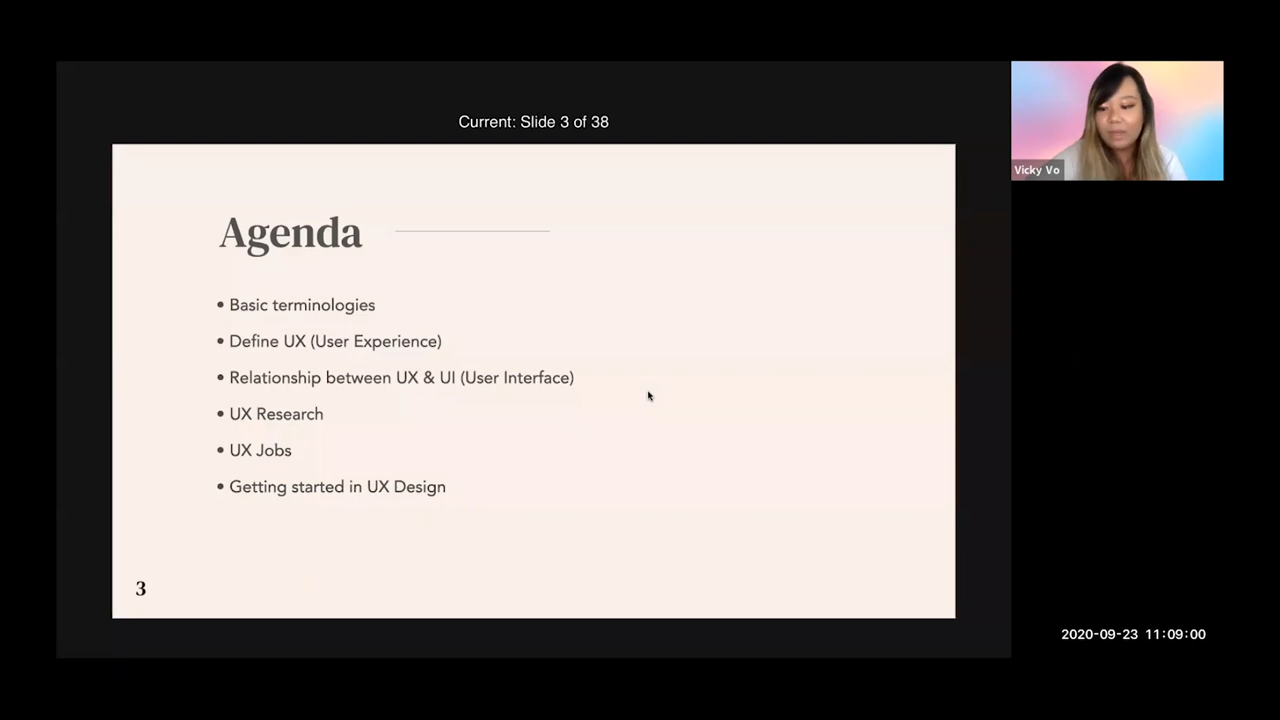 Current: Slide 3 of 38
Vicky Vo
Agenda
• Basic terminologies
• Define UX (User Experience)
• Relationship between UX & UI (User Interface)
• UX Research
• UX Jobs
• Getting started in UX Design
3
2020-09-23 11:09:00